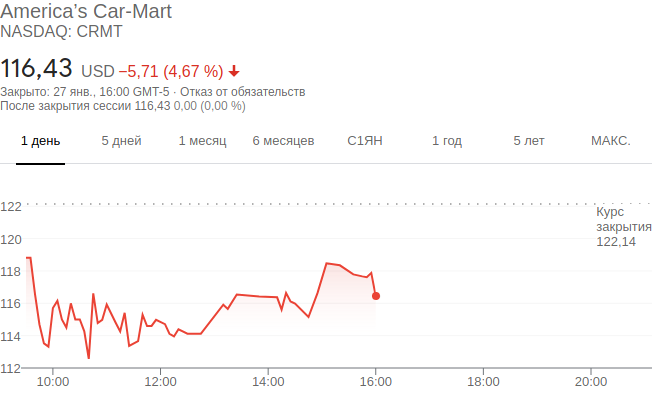 America's Car-Mart
NASDAQ: CRMT
116,43 USD −5,71 (4,67 %)
Закрыто: 27 янв., 16:00 GMT-5 · Отказ от обязательств
После закрытия сессии 116,43 0,00 (0,00 %)
1 день 5 дней 1 месяц 6 месяцев С1ЯН 1 год 5 лет МАКС.
122
Курс
закрытия
122,14
120
118
116
114
112
10:00 12:00 14:00 16:00 18:00 20:00